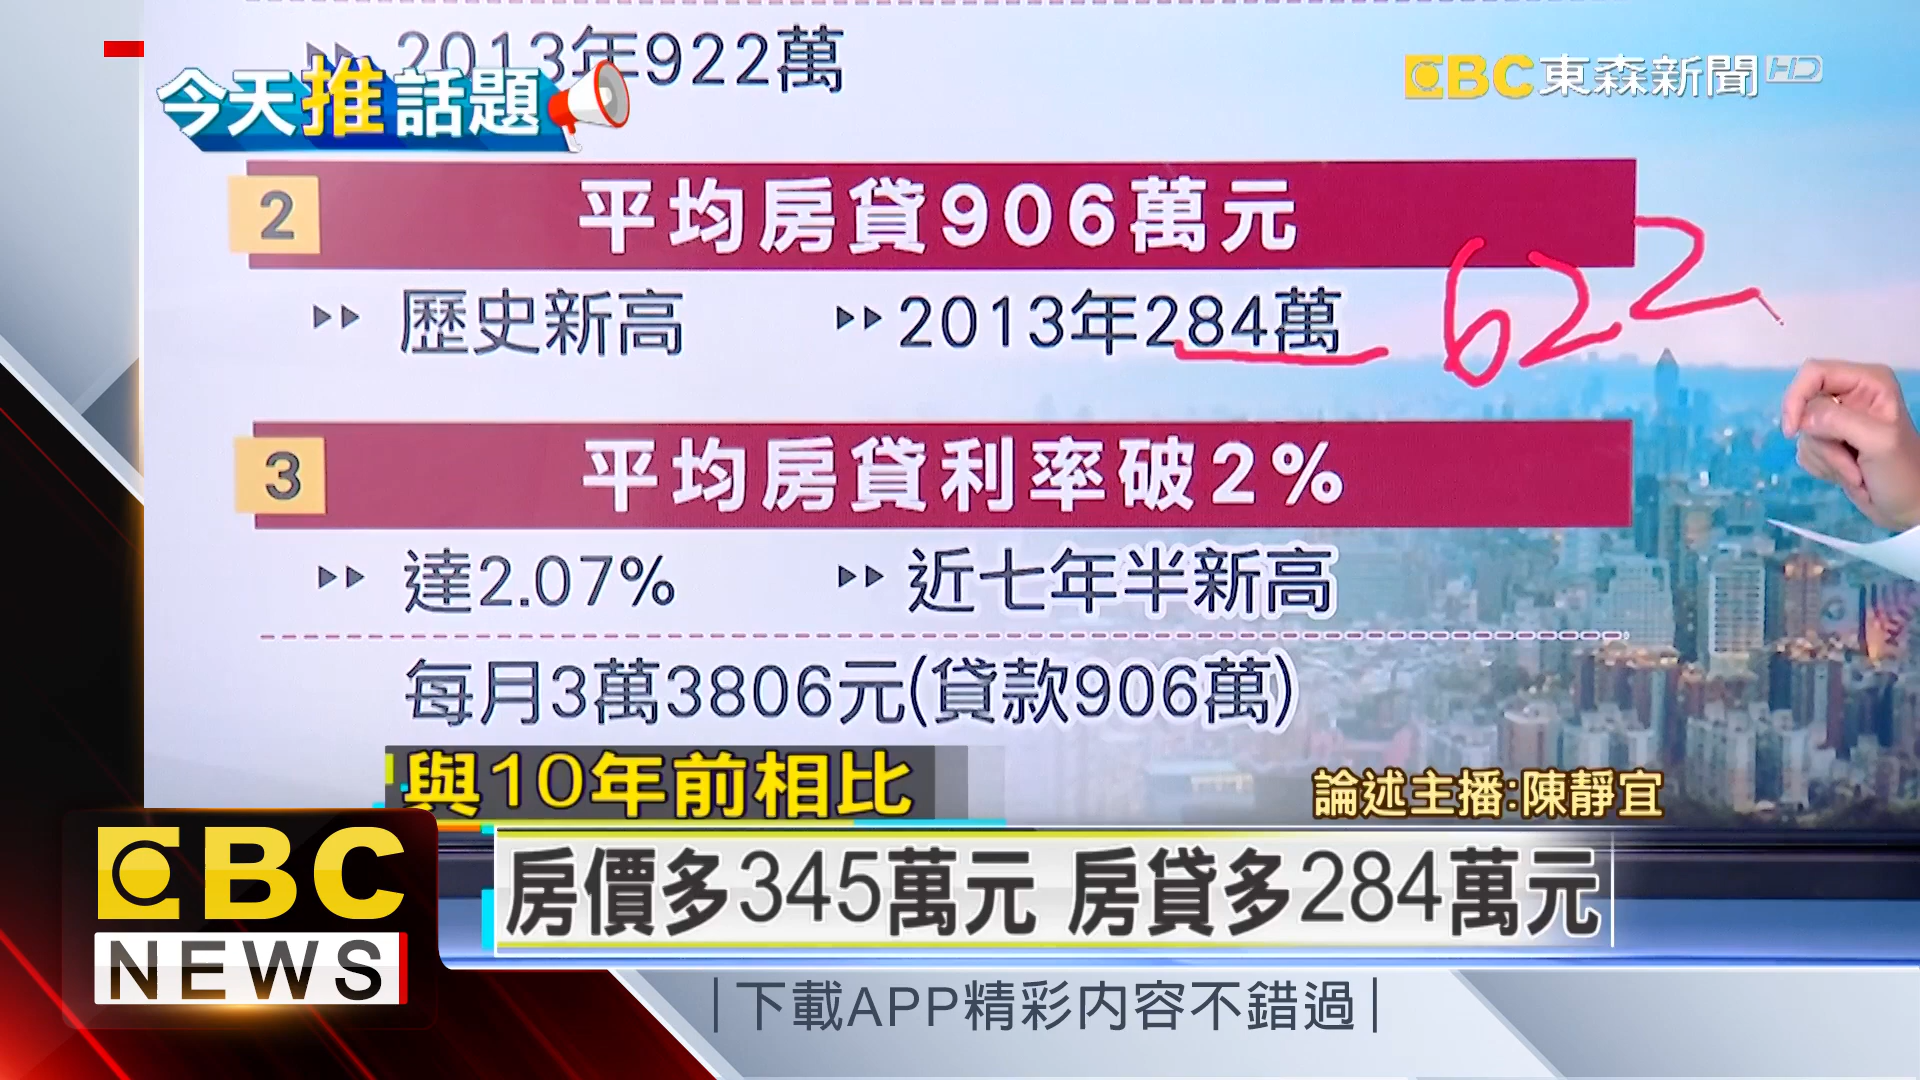 2013年922萬
今天推話題
EBC東森新聞HD
2 平均房貸906萬元
歷史新高 2013年284萬
622
3 平均房貸利率破2%
達2.07% 近七年半新高
每月3萬3806元(貸款906萬)
與10年前相比
論述主播:陳靜宜
房價多345萬元 房貸多284萬元
EBC
NEWS
|下載APP精彩內容不錯過|